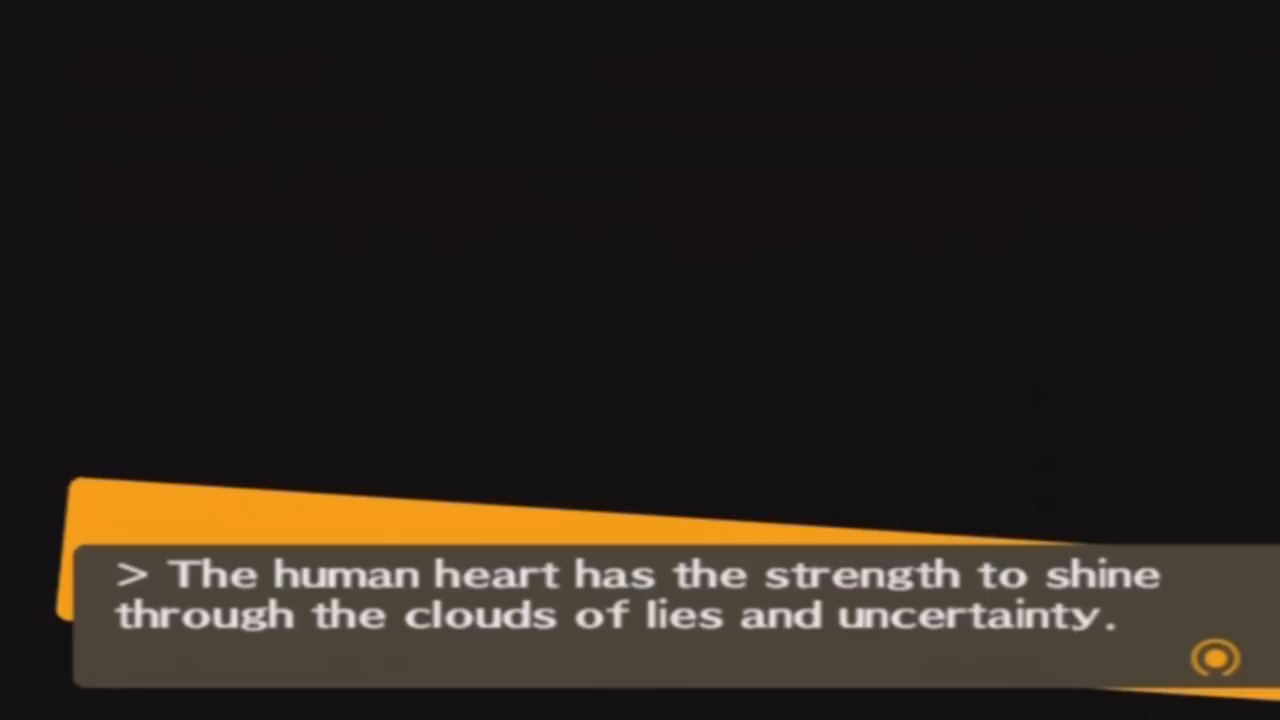 > The human heart has the strength to shine
through the clouds of lies and uncertainty.